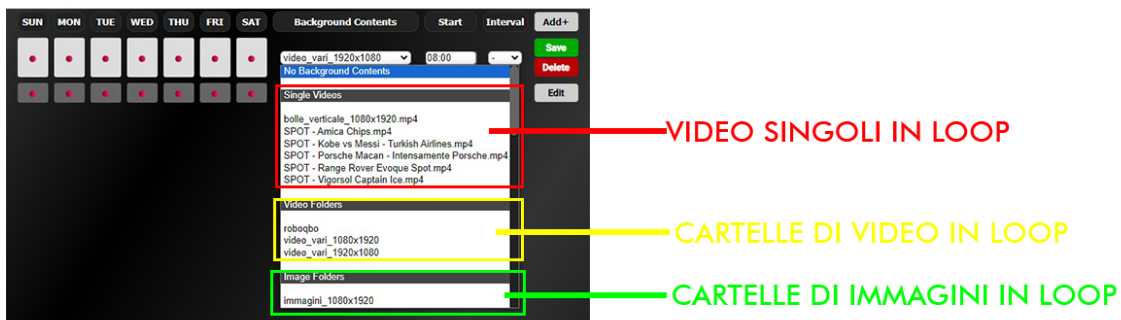 SUN MON TUE WED THU FRI SAT Background Contents Start Interval Add+
video_vari_1920x1080 08:00 - Save
Delete
No Background Contents
Edit
Single Videos
bolle_verticale_1080x1920.mp4
SPOT - Amica Chips.mp4
SPOT - Kobe vs Messi - Turkish Airlines.mp4
SPOT - Porsche Macan - Intensamente Porsche.mp4
SPOT - Range Rover Evoque Spot.mp4
SPOT - Vigorsol Captain Ice.mp4
VIDEO SINGOLI IN LOOP
Video Folders
roboqbo
video_vari_1080x1920
video_vari_1920x1080
CARTELLE DI VIDEO IN LOOP
Image Folders
immagini_1080x1920
CARTELLE DI IMMAGINI IN LOOP